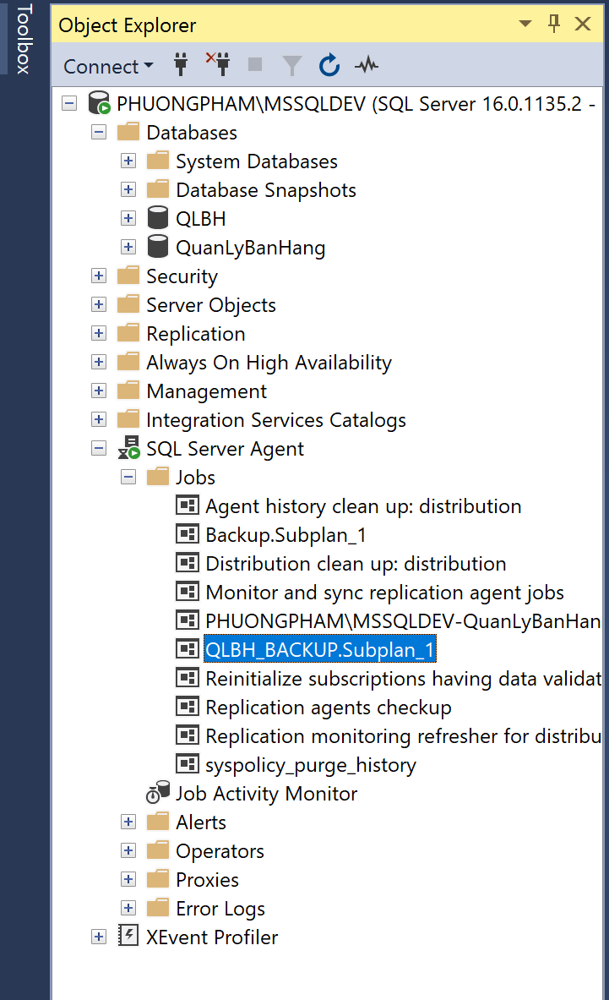 Toolbox
Object Explorer
Connect
PHUONGPHAM\MSSQLDEV (SQL Server 16.0.1135.2 -
Databases
System Databases
Database Snapshots
QLBH
QuanLyBanHang
Security
Server Objects
Replication
Always On High Availability
Management
Integration Services Catalogs
SQL Server Agent
Jobs
Agent history clean up: distribution
Backup.Subplan_1
Distribution clean up: distribution
Monitor and sync replication agent jobs
PHUONGPHAM\MSSQLDEV-QuanLyBanHan
QLBH_BACKUP.Subplan_1
Reinitialize subscriptions having data validat
Replication agents checkup
Replication monitoring refresher for distribu
syspolicy_purge_history
Job Activity Monitor
Alerts
Operators
Proxies
Error Logs
XEvent Profiler